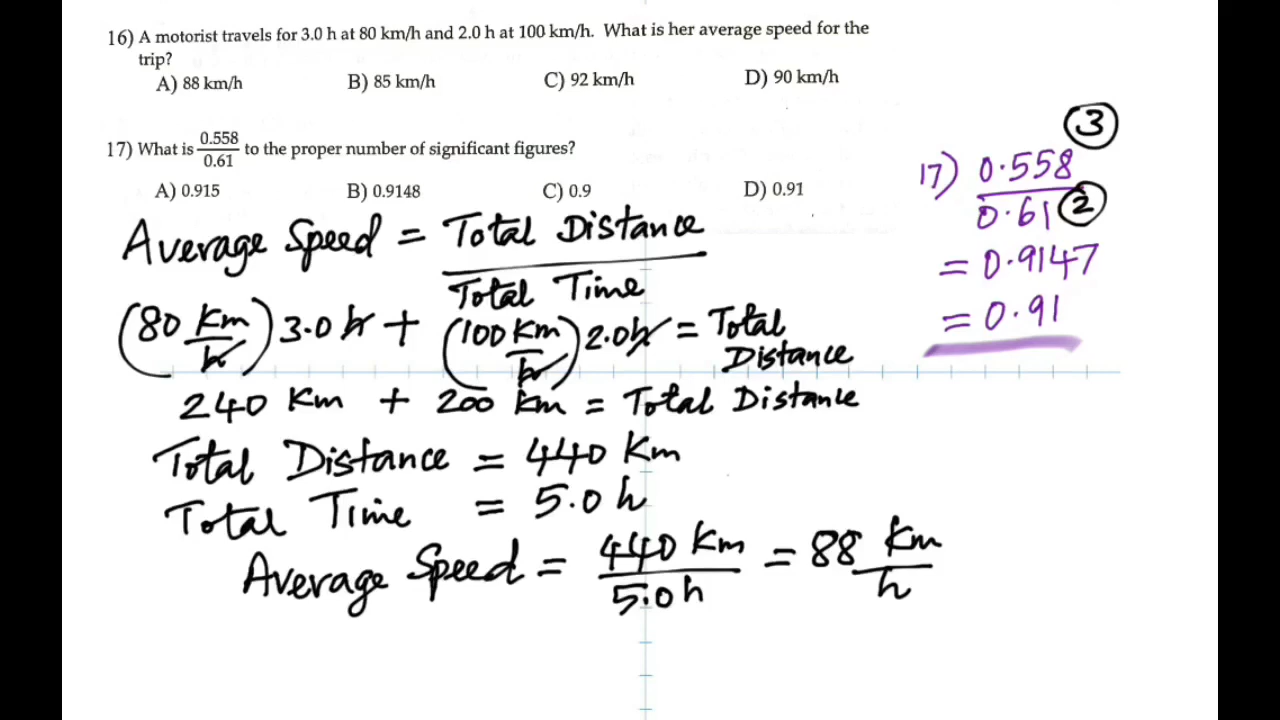 16) A motorist travels for 3.0 h at 80 km/h and 2.0 h at 100 km/h. What is her average speed for the
trip?
A) 88 km/h B) 85 km/h C) 92 km/h D) 90 km/h
17) What is 0.558/0.61 to the proper number of significant figures?
A) 0.915 B) 0.9148 C) 0.9 D) 0.91
Average Speed = Total Distance / Total Time
(80 Km/h) 3.0 h + (100 Km/h) 2.0 h = Total Distance
240 Km + 200 Km = Total Distance
Total Distance = 440 Km
Total Time = 5.0 h
Average Speed = 440 Km / 5.0 h = 88 Km/h
3
17) 0.558
0.61 2
= 0.9147
= 0.91